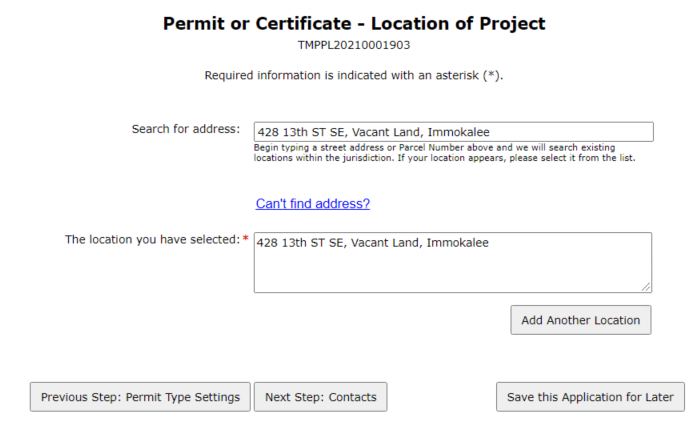 Permit or Certificate - Location of Project
TMPPL20210001903
Required information is indicated with an asterisk (*).
Search for address:
428 13th ST SE, Vacant Land, Immokalee
Begin typing a street address or Parcel Number above and we will search existing
locations within the jurisdiction. If your location appears, please select it from the list.
Can't find address?
The location you have selected: *
428 13th ST SE, Vacant Land, Immokalee
Add Another Location
Previous Step: Permit Type Settings
Next Step: Contacts
Save this Application for Later